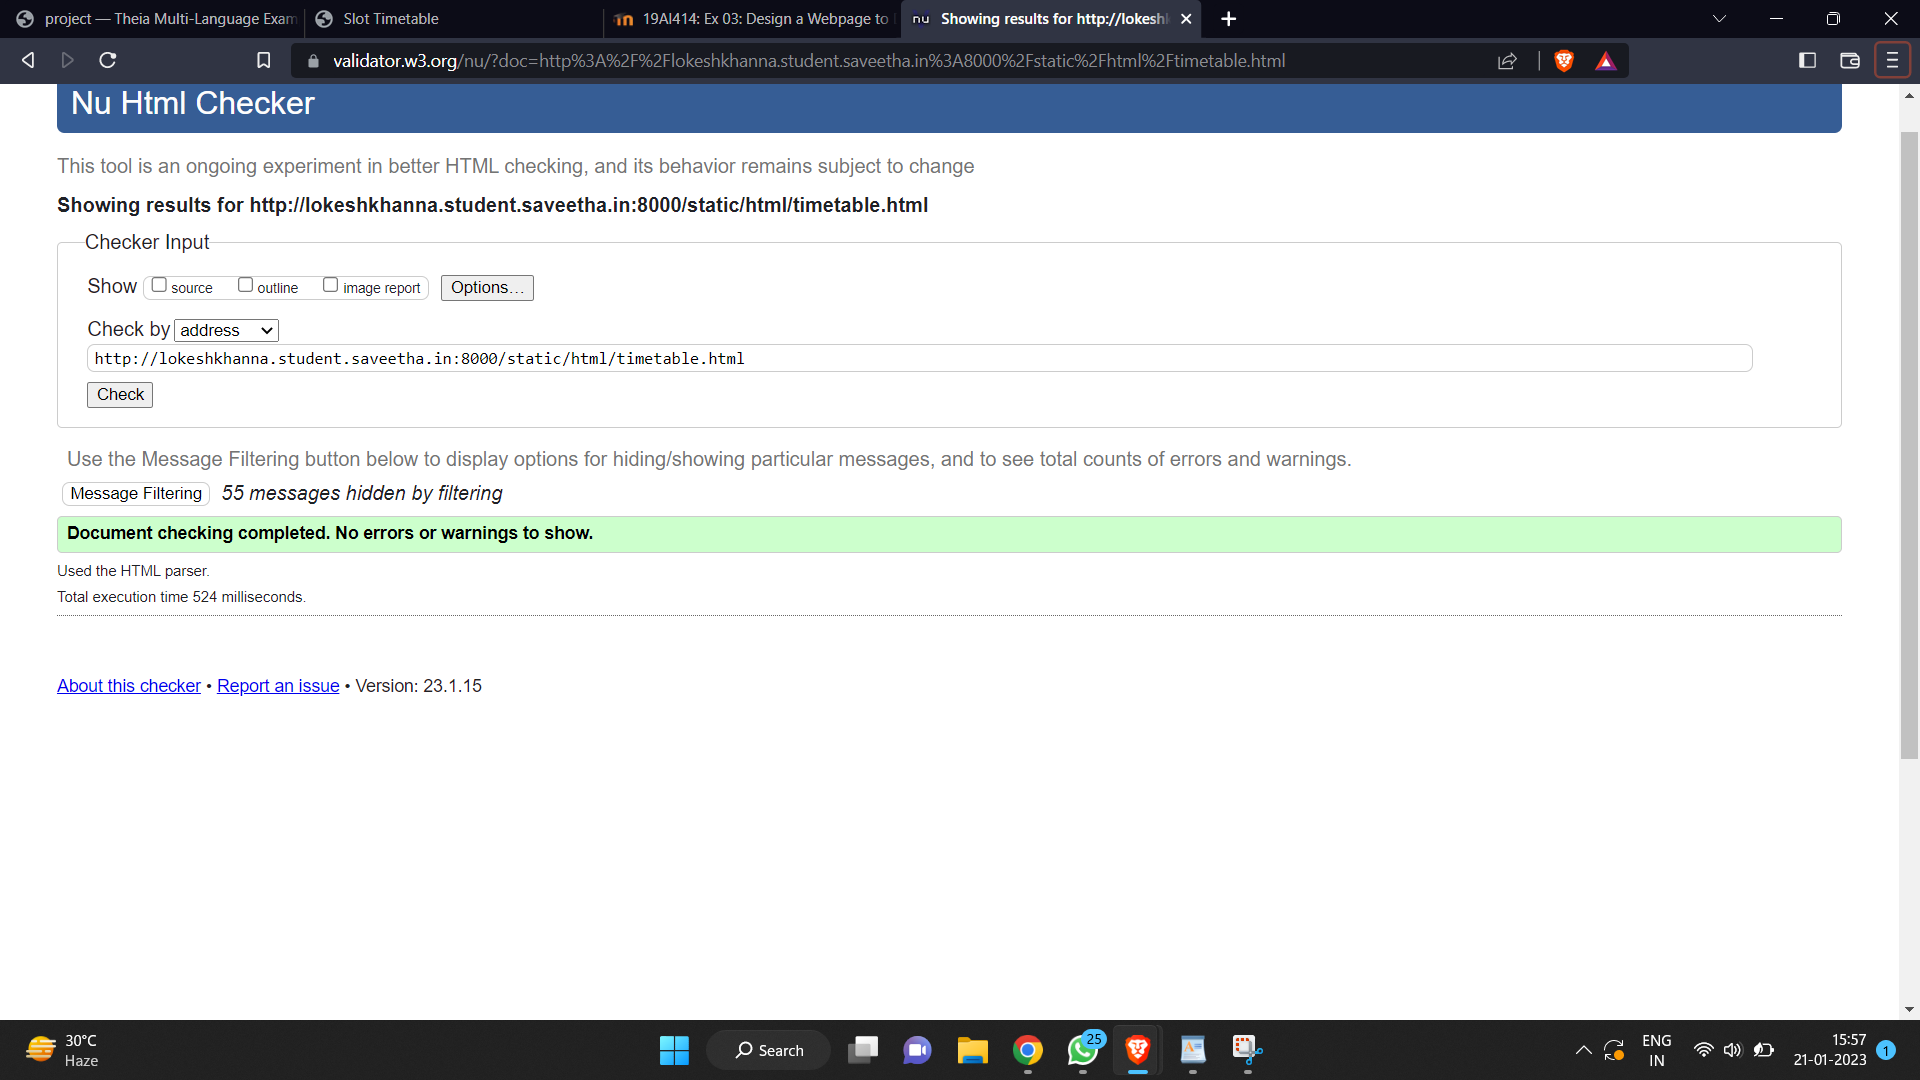 project — Theia Multi-Language Exam
Slot Timetable
19AI414: Ex 03: Design a Webpage to
nu Showing results for http://lokeshk
validator.w3.org/nu/?doc=http%3A%2F%2Flokeshkhanna.student.saveetha.in%3A8000%2Fstatic%2Fhtml%2Ftimetable.html
Nu Html Checker
This tool is an ongoing experiment in better HTML checking, and its behavior remains subject to change
Showing results for http://lokeshkhanna.student.saveetha.in:8000/static/html/timetable.html
Checker Input
Show source outline image report Options...
Check by address
http://lokeshkhanna.student.saveetha.in:8000/static/html/timetable.html
Check
Use the Message Filtering button below to display options for hiding/showing particular messages, and to see total counts of errors and warnings.
Message Filtering 55 messages hidden by filtering
Document checking completed. No errors or warnings to show.
Used the HTML parser.
Total execution time 524 milliseconds.
About this checker • Report an issue • Version: 23.1.15
30°C
Haze
Search
25
ENG
IN
15:57
21-01-2023
1